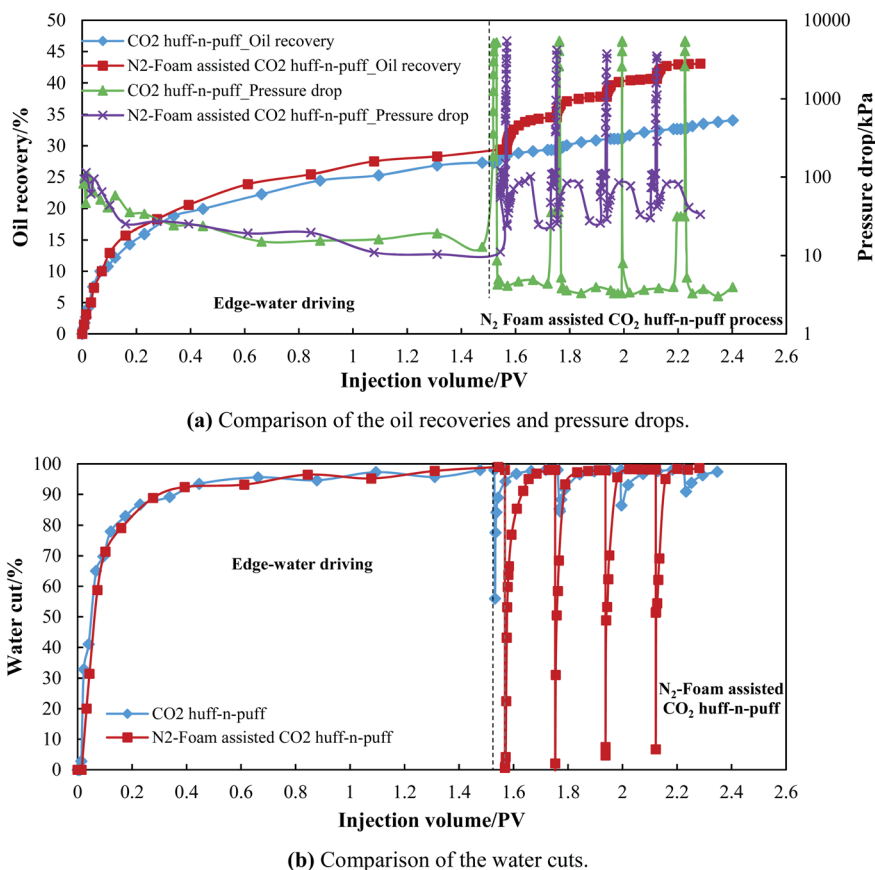 50
45
40
35
30
25
20
15
10
5
0
Oil recovery/%
CO2 huff-n-puff_Oil recovery
N2-Foam assisted CO2 huff-n-puff_Oil recovery
CO2 huff-n-puff_Pressure drop
N2-Foam assisted CO2 huff-n-puff_Pressure drop
10000
1000
100
10
1
Pressure drop/kPa
Edge-water driving
N₂ Foam assisted CO₂ huff-n-puff process
0 0.2 0.4 0.6 0.8 1 1.2 1.4 1.6 1.8 2 2.2 2.4 2.6
Injection volume/PV
(a) Comparison of the oil recoveries and pressure drops.
100
90
80
70
60
50
40
30
20
10
0
Water cut/%
Edge-water driving
N₂-Foam assisted
CO₂ huff-n-puff
CO2 huff-n-puff
N2-Foam assisted CO2 huff-n-puff
0 0.2 0.4 0.6 0.8 1 1.2 1.4 1.6 1.8 2 2.2 2.4 2.6
Injection volume/PV
(b) Comparison of the water cuts.